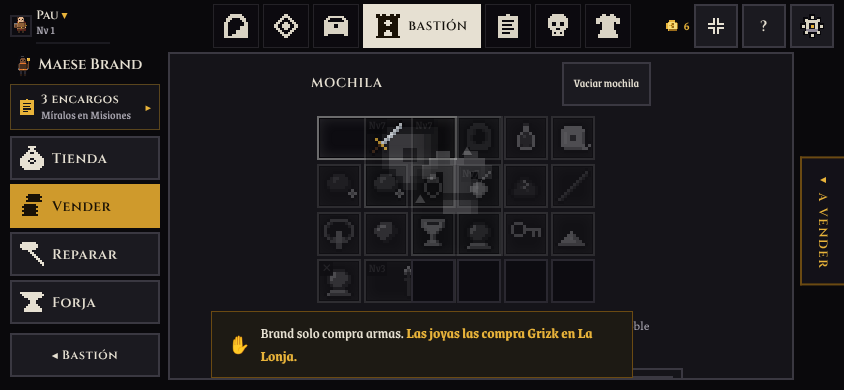 Pau ▾
Nv 1
BASTIÓN
6
?
Maese Brand
3 encargos
Míralos en Misiones
Tienda
Vender
Reparar
Forja
◂ Bastión
MOCHILA
Vaciar mochila
Nv3
Brand solo compra armas. Las joyas las compra Grizk en La
Lonja.
ble
◂ A VENDER